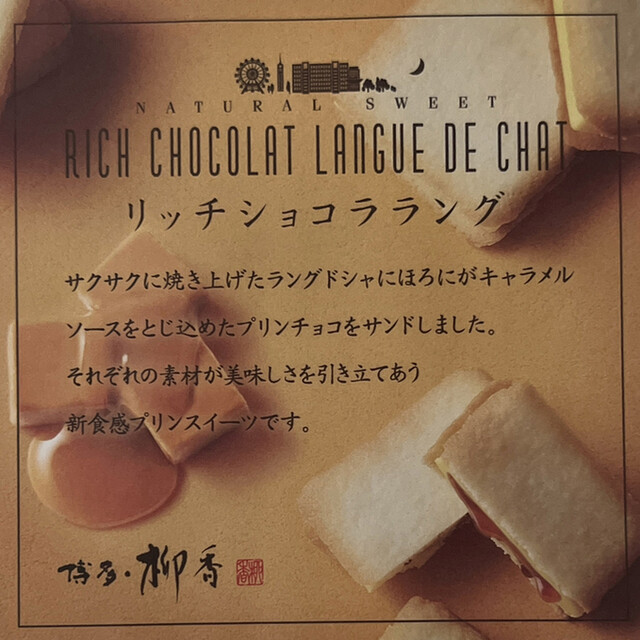 NATURAL SWEET
RICH CHOCOLAT LANGUE DE CHAT
リッチショコララング
サクサクに焼き上げたラングドシャにほろにがキャラメル
ソースをとじ込めたプリンチョコをサンドしました。
それぞれの素材が美味しさを引き立てあう
新食感プリンスイーツです。
博多・柳香